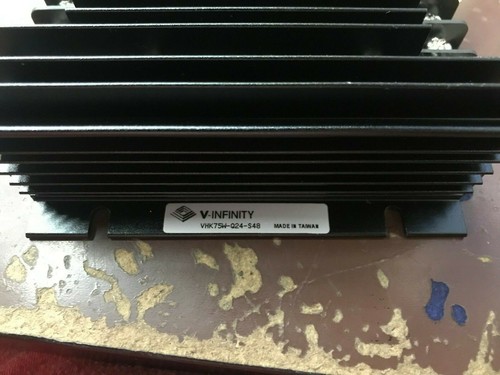 V-INFINITY
VHK75W-Q24-S48 MADE IN TAIWAN